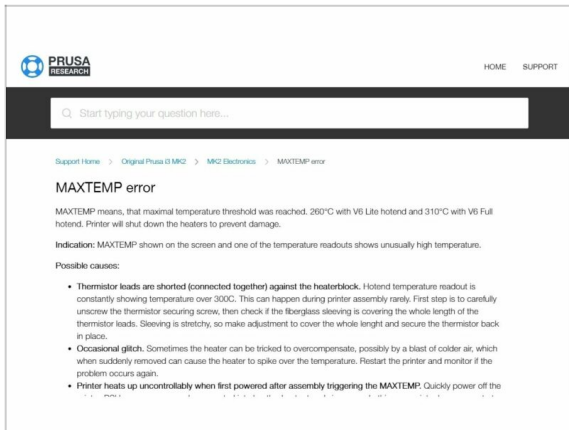 PRUSA
RESEARCH
HOME SUPPORT
Start typing your question here...
Support Home > Original Prusa i3 MK2 > MK2 Electronics > MAXTEMP error
MAXTEMP error
MAXTEMP means, that maximal temperature threshold was reached. 260°C with V6 Lite hotend and 310°C with V6 Full
hotend. Printer will shut down the heaters to prevent damage.
Indication: MAXTEMP shown on the screen and one of the temperature readouts shows unusually high temperature.
Possible causes:
• Thermistor leads are shorted (connected together) against the heaterblock. Hotend temperature readout is
constantly showing temperature over 300C. This can happen during printer assembly rarely. First step is to carefully
unscrew the thermistor securing screw, then check if the fiberglass sleeving is covering the whole length of the
thermistor leads. Sleeving is stretchy, so make adjustment to cover the whole lenght and secure the thermistor back
in place.
• Occasional glitch. Sometimes the heater can be tricked to overcompensate, possibly by a blast of colder air, which
when suddenly removed can cause the heater to spike over the temperature. Restart the printer and monitor if the
problem occurs again.
• Printer heats up uncontrollably when first powered after assembly triggering the MAXTEMP. Quickly power off the